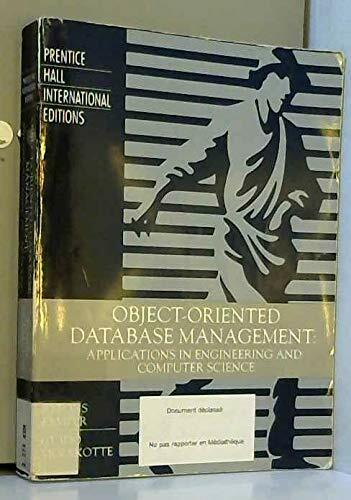 PRENTICE
HALL
INTERNATIONAL
EDITIONS
OBJECT-ORIENTED
DATABASE MANAGEMENT:
APPLICATIONS IN ENGINEERING AND
COMPUTER SCIENCE
Document déclassé
Ne pas rapporter en Médiathèque